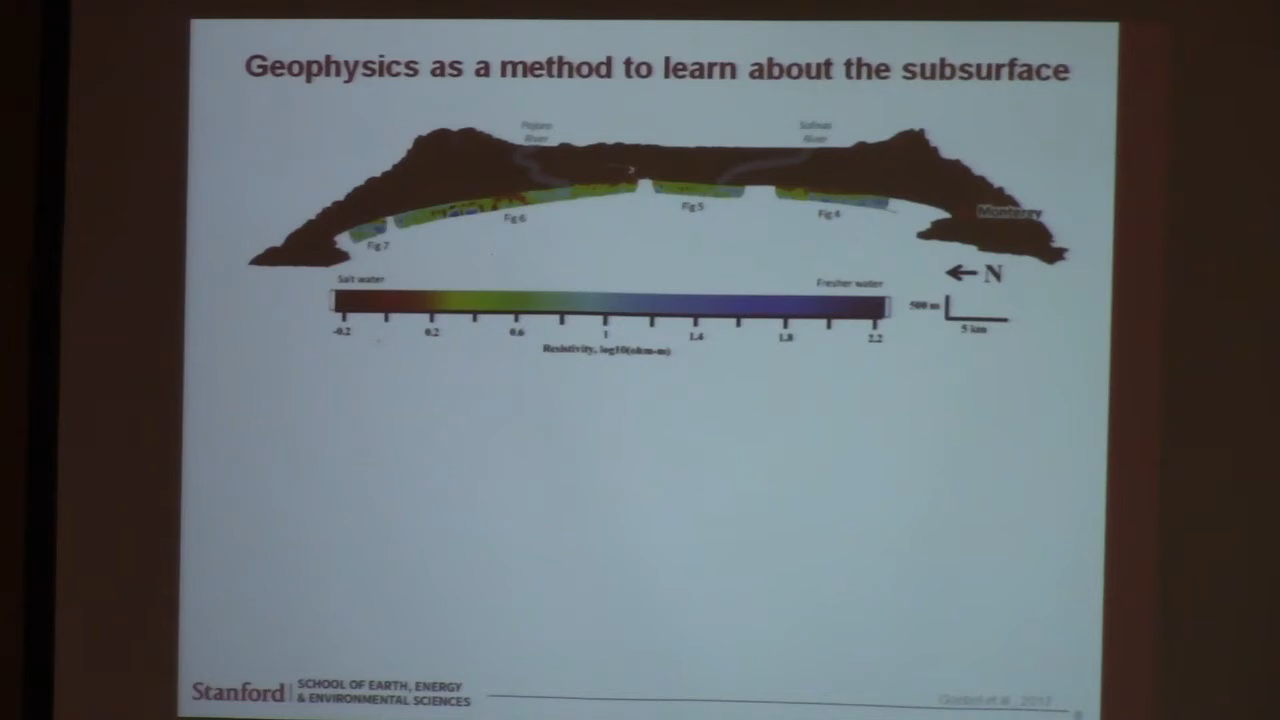 Geophysics as a method to learn about the subsurface
Pajaro
River
Salinas
River
Monterey
Fig 7
Fig 6
Fig 5
Fig 4
N
Salt water
Fresher water
-0.2
0.2
0.6
1
1.4
1.8
2.2
Resistivity, log10(ohm-m)
500 m
5 km
Stanford
SCHOOL OF EARTH, ENERGY
& ENVIRONMENTAL SCIENCES